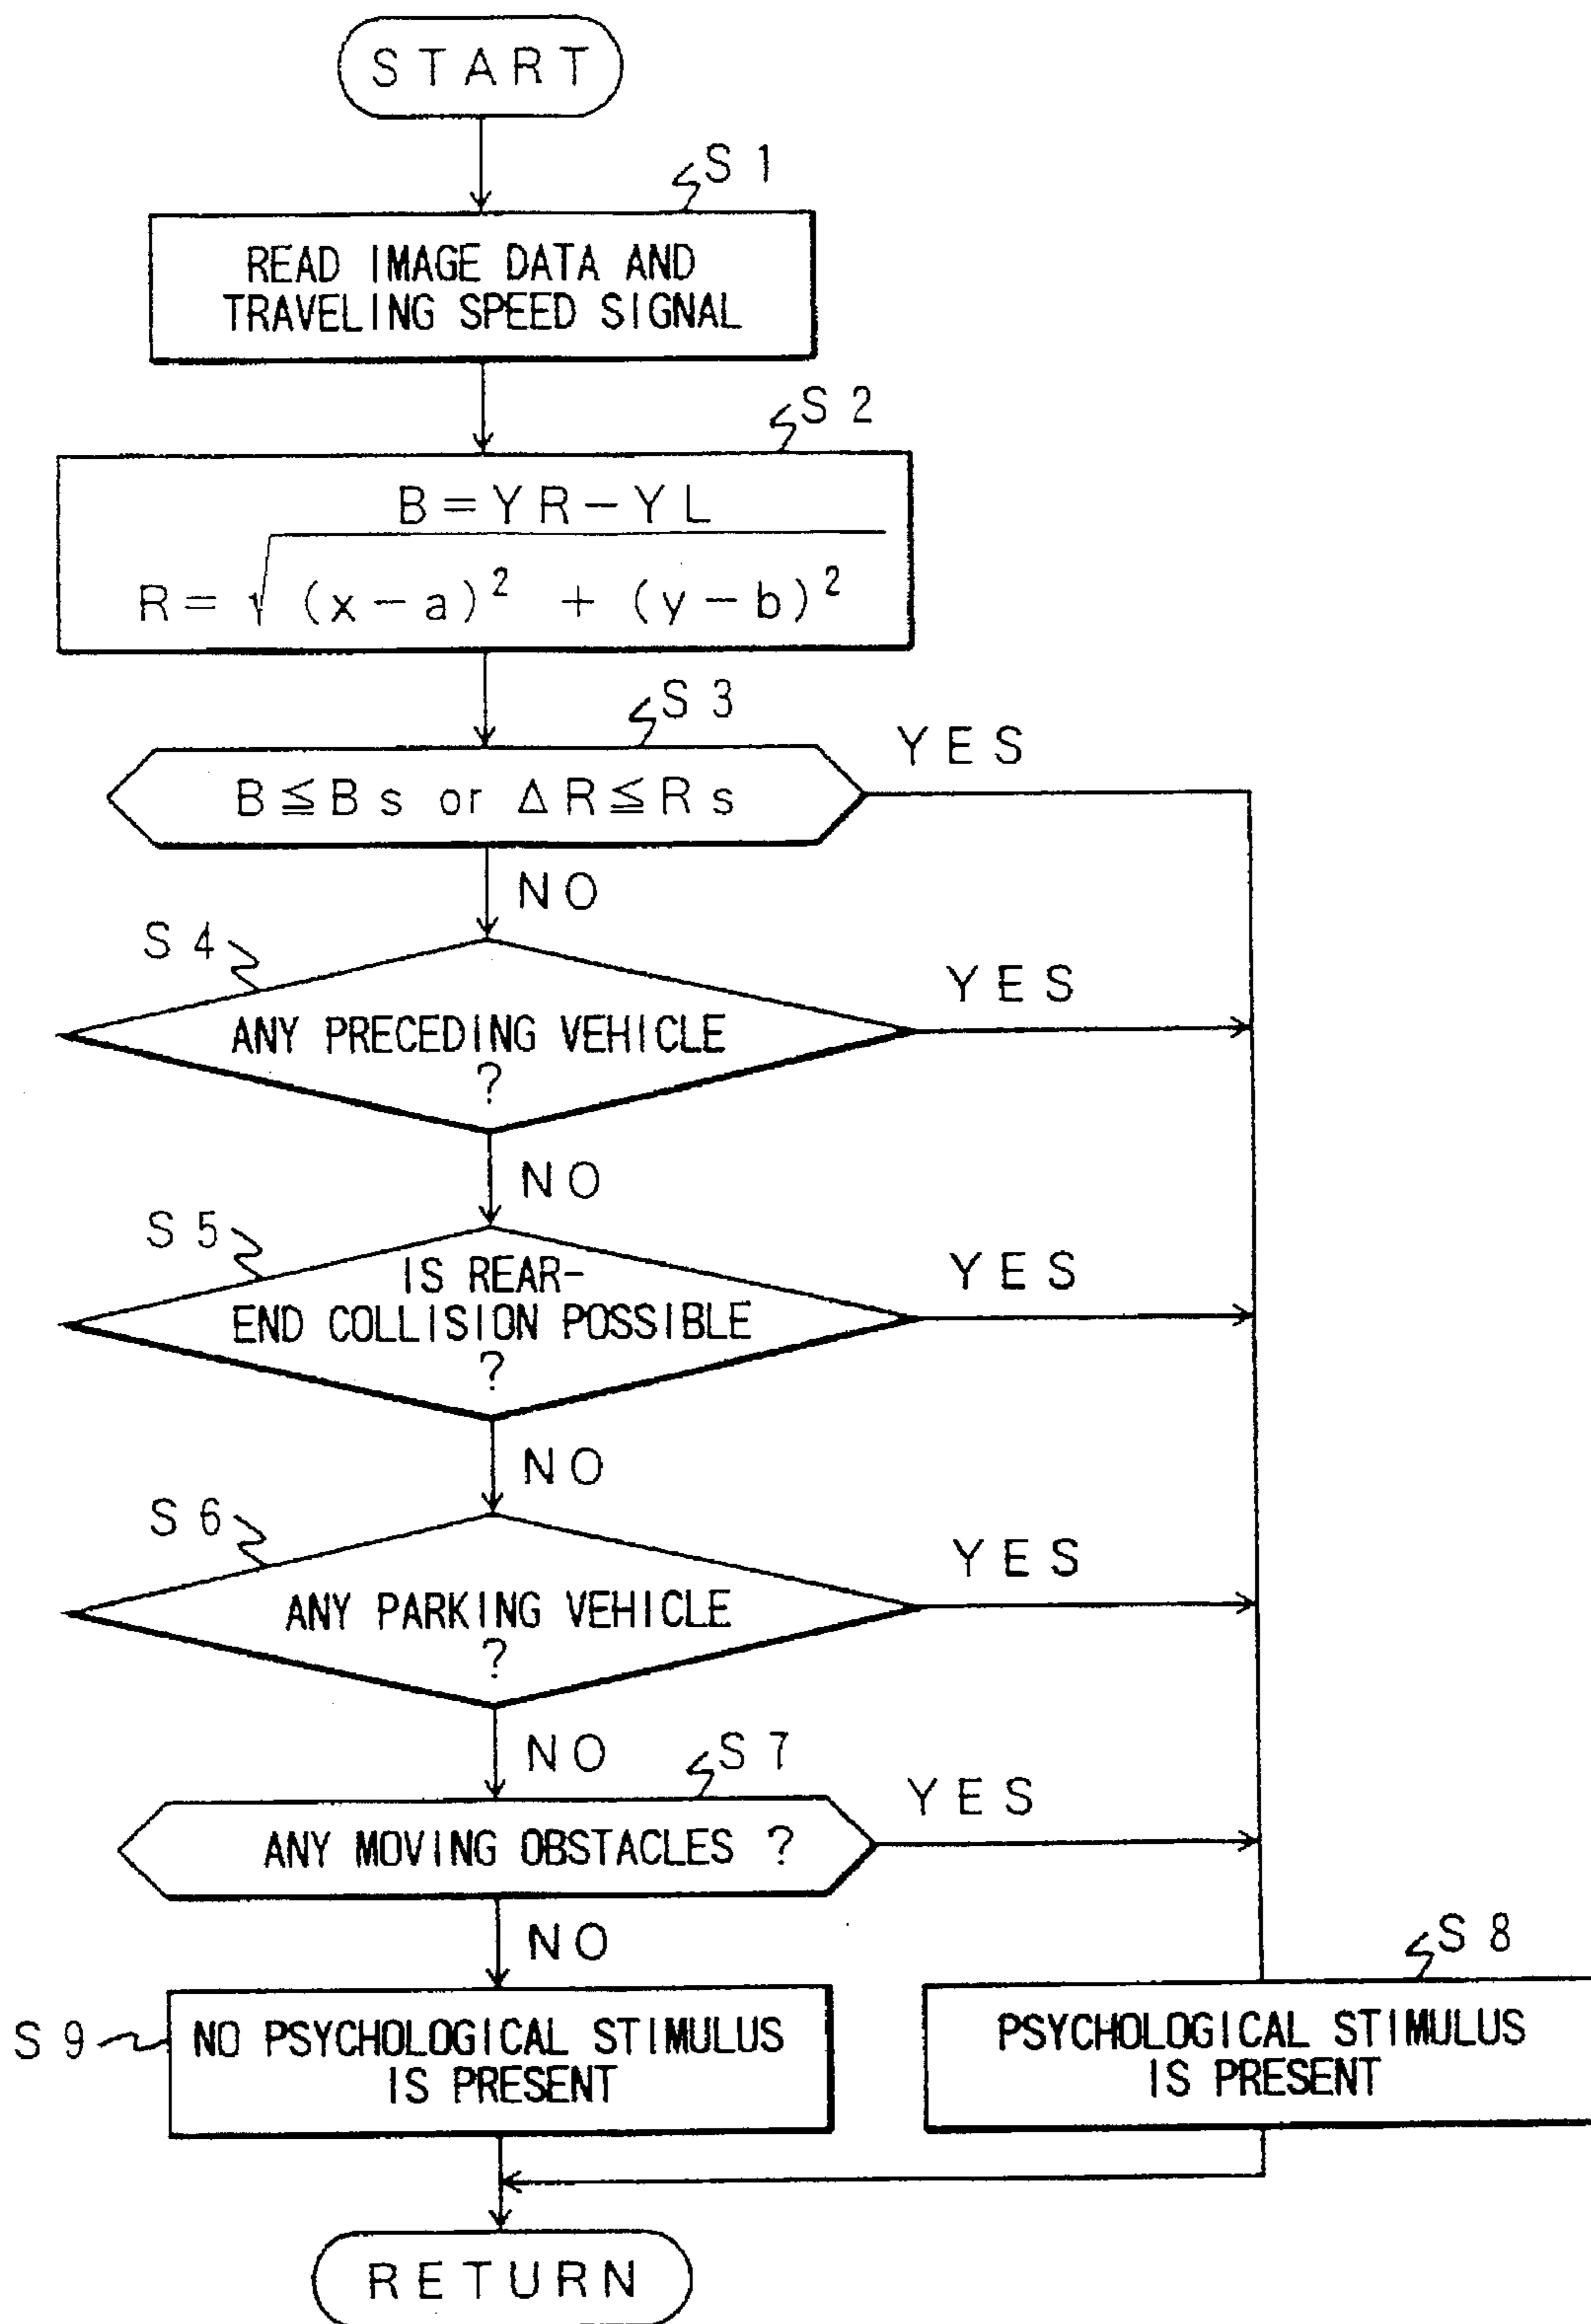 START
S1
READ IMAGE DATA AND
TRAVELING SPEED SIGNAL
S2
B=YR-YL
R=√(x-a)² + (y-b)²
S3
B≦Bs or ΔR≦Rs
YES
NO
S4
YES
ANY PRECEDING VEHICLE
?
NO
S5
YES
IS REAR-
END COLLISION POSSIBLE
?
NO
S6
YES
ANY PARKING VEHICLE
?
NO
S7
YES
ANY MOVING OBSTACLES ?
NO
S8
S9
NO PSYCHOLOGICAL STIMULUS
IS PRESENT
PSYCHOLOGICAL STIMULUS
IS PRESENT
RETURN